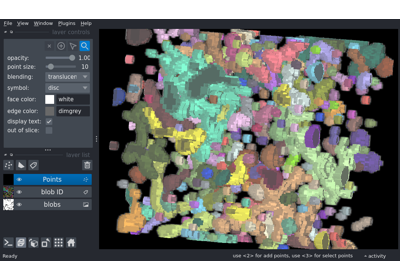 File View Window Plugins Help
layer controls
opacity: 1.00
point size: 10
blending: translucen
symbol: disc
face color: white
edge color: dimgrey
display text:
out of slice:
layer list
Points
blob ID
blobs
Ready
use <2> for add points, use <3> for select points
activity